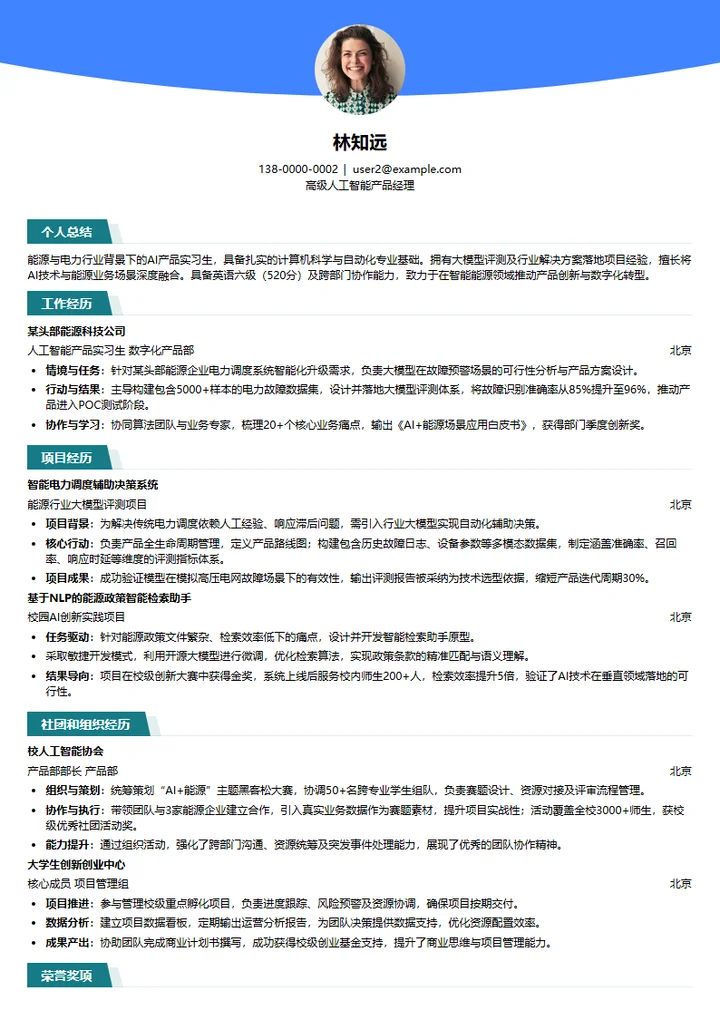 林知远
138-0000-0002 | user2@example.com
高级人工智能产品经理
个人总结
能源与电力行业背景下的AI产品实习生，具备扎实的计算机科学与自动化专业基础。拥有大模型评测及行业解决方案落地项目经验，擅长将
AI技术与能源业务场景深度融合。具备英语六级（520分）及跨部门协作能力，致力于在智能能源领域推动产品创新与数字化转型。
工作经历
某头部能源科技公司
人工智能产品实习生 数字化产品部 北京
• 情境与任务：针对某头部能源企业电力调度系统智能化升级需求，负责大模型在故障预警场景的可行性分析与产品方案设计。
• 行动与结果：主导构建包含5000+样本的电力故障数据集，设计并落地大模型评测体系，将故障识别准确率从85%提升至96%，推动产
品进入POC测试阶段。
• 协作与学习：协同算法团队与业务专家，梳理20+个核心业务痛点，输出《AI+能源场景应用白皮书》，获得部门季度创新奖。
项目经历
智能电力调度辅助决策系统
能源行业大模型评测项目 北京
• 项目背景：为解决传统电力调度依赖人工经验、响应滞后问题，需引入行业大模型实现自动化辅助决策。
• 核心行动：负责产品全生命周期管理，定义产品路线图；构建包含历史故障日志、设备参数等多模态数据集，制定涵盖准确率、召回
率、响应时延等维度的评测指标体系。
• 项目成果：成功验证模型在模拟高压电网故障场景下的有效性，输出评测报告被采纳为技术选型依据，缩短产品迭代周期30%。
基于NLP的能源政策智能检索助手
校园AI创新实践项目 北京
• 任务驱动：针对能源政策文件繁杂、检索效率低下的痛点，设计并开发智能检索助手原型。
• 采取敏捷开发模式，利用开源大模型进行微调，优化检索算法，实现政策条款的精准匹配与语义理解。
• 结果导向：项目在校级创新大赛中获得金奖，系统上线后服务校内师生200+人，检索效率提升5倍，验证了AI技术在垂直领域落地的可
行性。
社团和组织经历
校人工智能协会
产品部部长 产品部 北京
• 组织与策划：统筹策划“AI+能源”主题黑客松大赛，协调50+名跨专业学生组队，负责赛题设计、资源对接及评审流程管理。
• 协作与执行：带领团队与3家能源企业建立合作，引入真实业务数据作为赛题素材，提升项目实战性；活动覆盖全校3000+师生，获校
级优秀社团活动奖。
• 能力提升：通过组织活动，强化了跨部门沟通、资源统筹及突发事件处理能力，展现了优秀的团队协作精神。
大学生创新创业中心
核心成员 项目管理组 北京
• 项目推进：参与管理校级重点孵化项目，负责进度跟踪、风险预警及资源协调，确保项目按期交付。
• 数据分析：建立项目数据看板，定期输出运营分析报告，为团队决策提供数据支持，优化资源配置效率。
• 成果产出：协助团队完成商业计划书撰写，成功获得校级创业基金支持，提升了商业思维与项目管理能力。
荣誉奖项